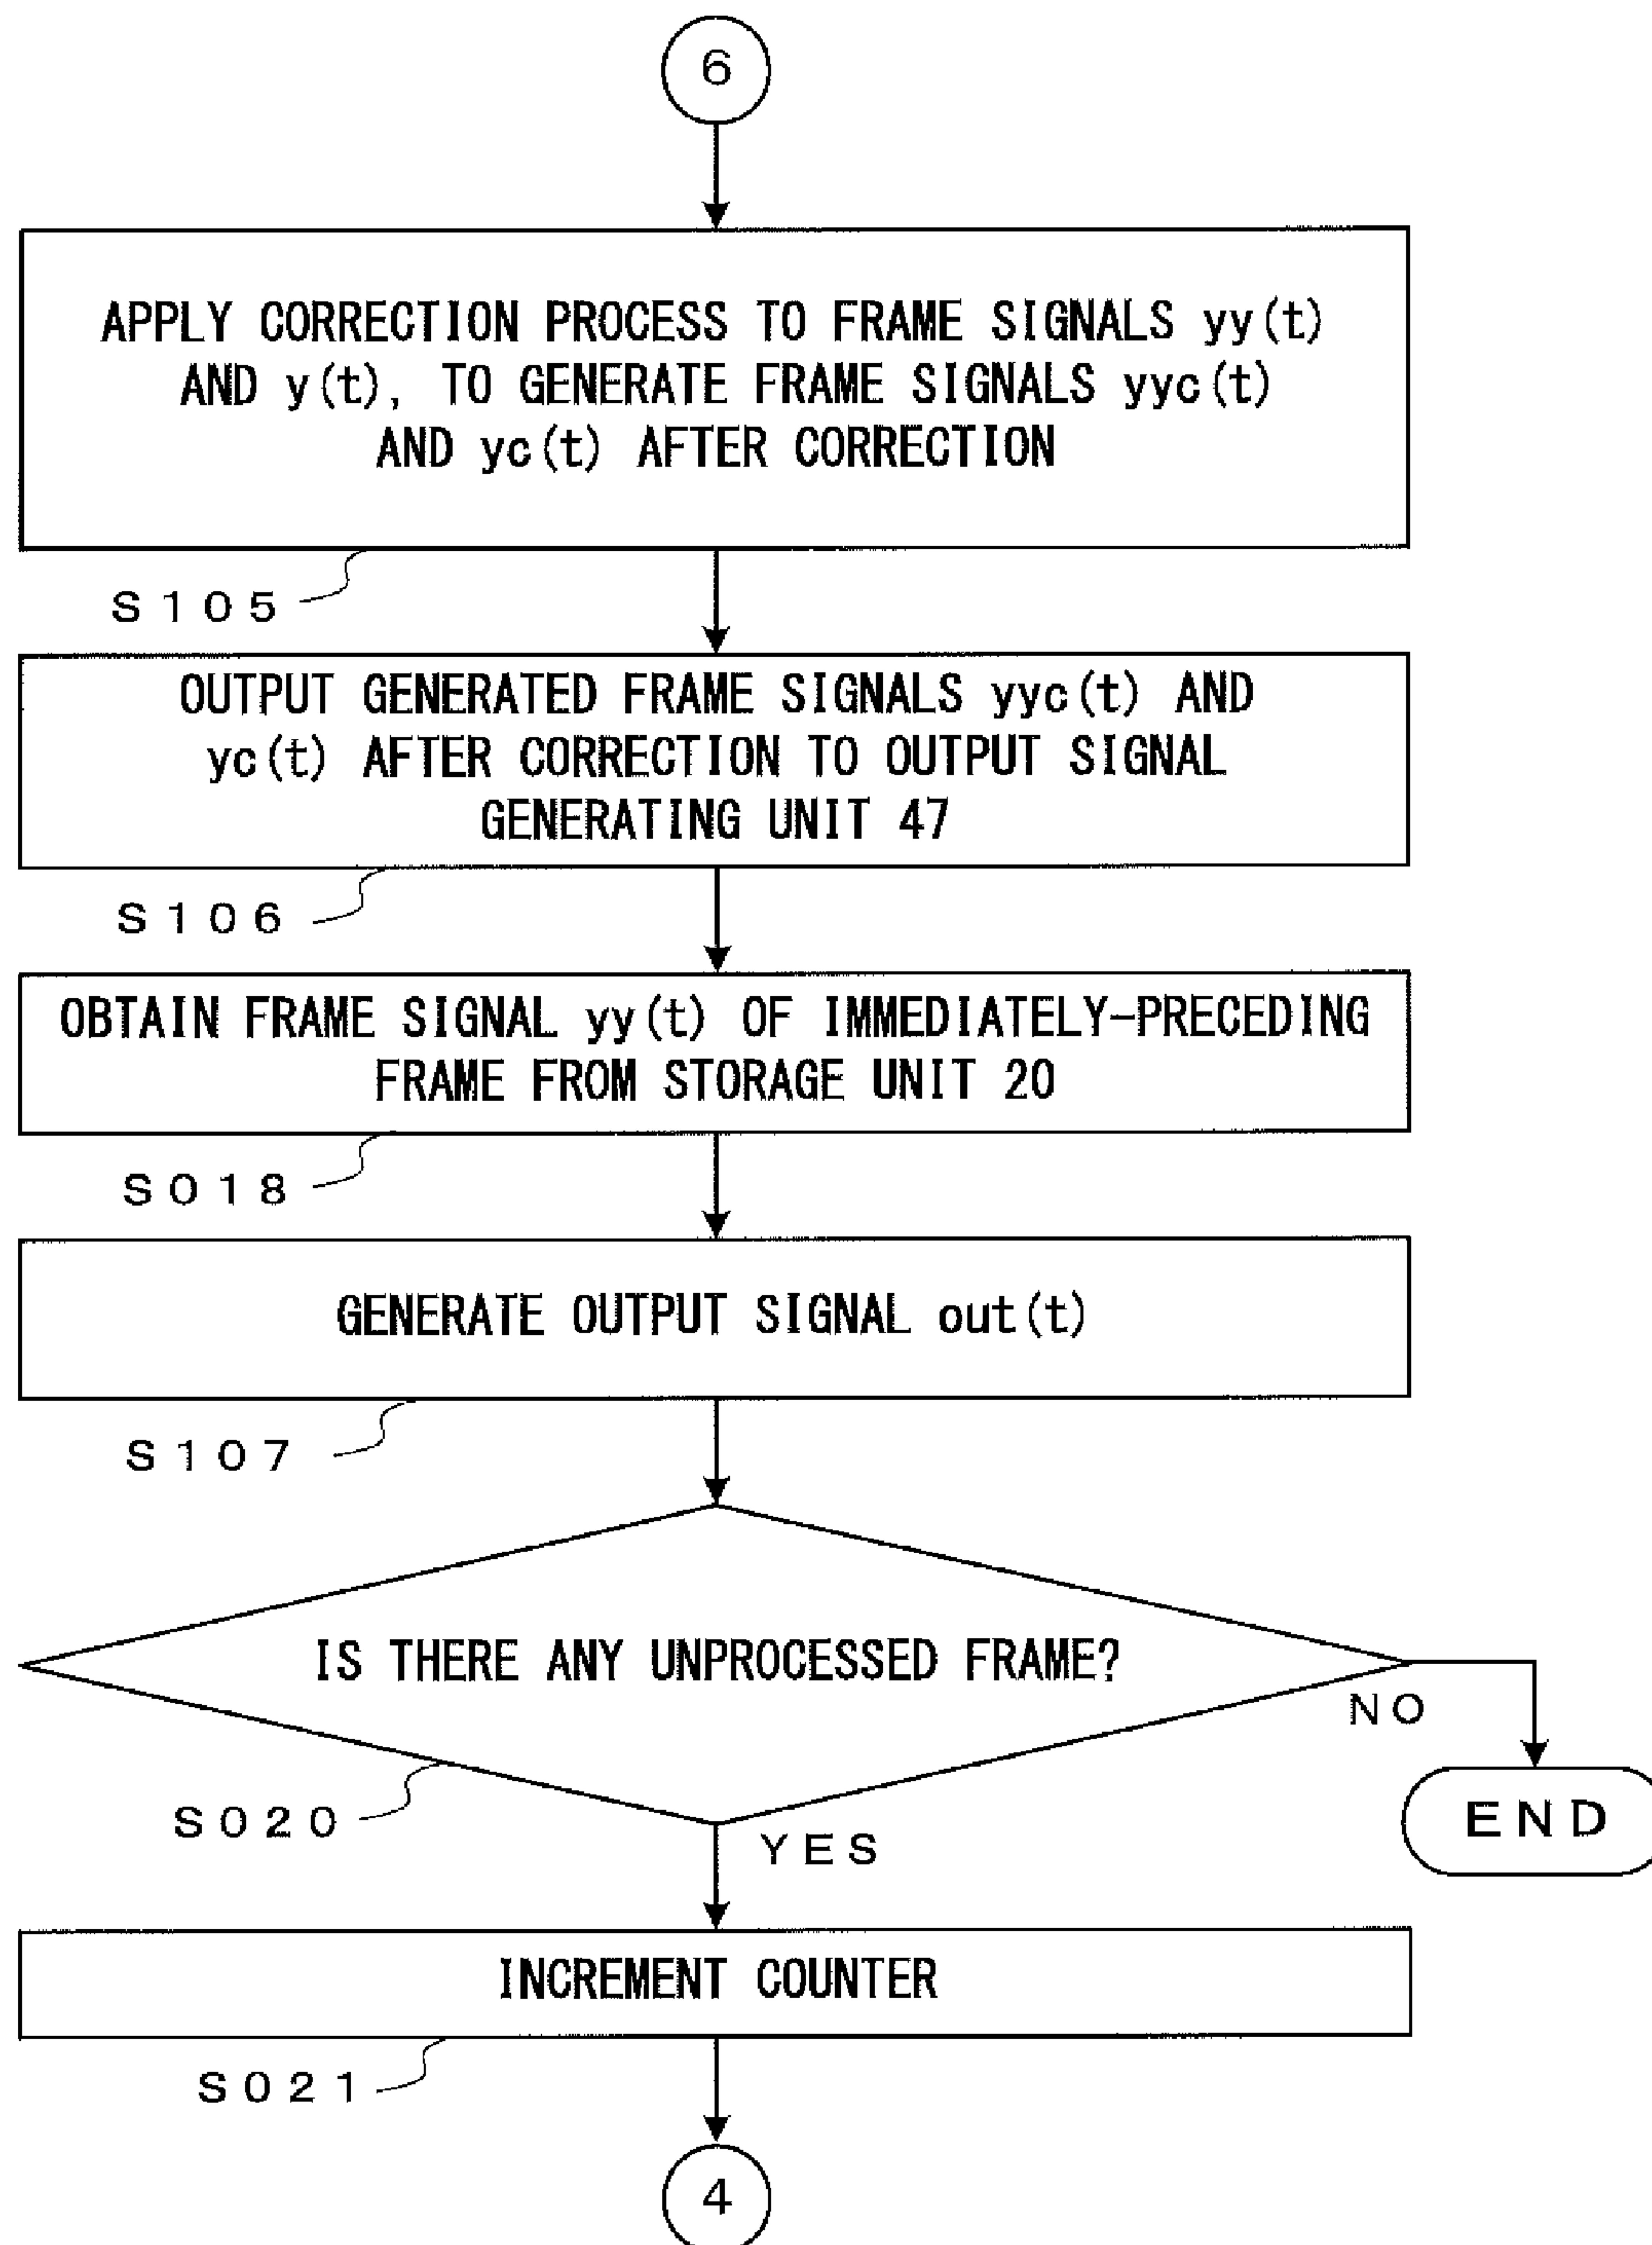 6
APPLY CORRECTION PROCESS TO FRAME SIGNALS yy(t)
AND y(t), TO GENERATE FRAME SIGNALS yyc(t)
AND yc(t) AFTER CORRECTION
S105
OUTPUT GENERATED FRAME SIGNALS yyc(t) AND
yc(t) AFTER CORRECTION TO OUTPUT SIGNAL
GENERATING UNIT 47
S106
OBTAIN FRAME SIGNAL yy(t) OF IMMEDIATELY-PRECEDING
FRAME FROM STORAGE UNIT 20
S018
GENERATE OUTPUT SIGNAL out(t)
S107
IS THERE ANY UNPROCESSED FRAME?
NO
S020
YES
END
INCREMENT COUNTER
S021
4